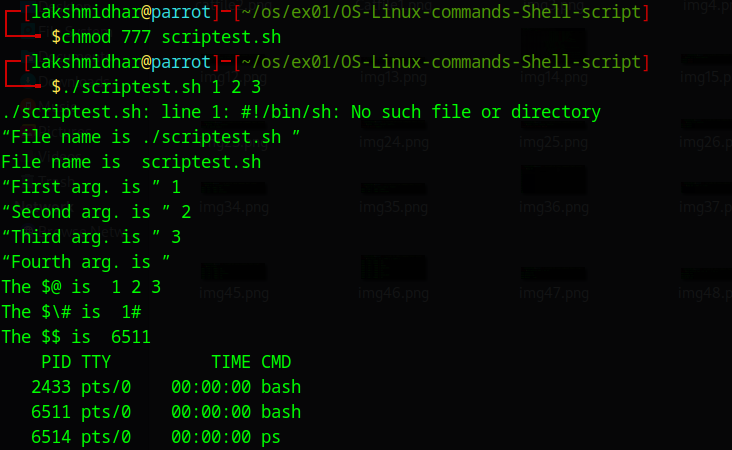 ┌─[lakshmidhar@parrot]─[~/os/ex01/OS-Linux-commands-Shell-script]
└──╼ $chmod 777 scriptest.sh
┌─[lakshmidhar@parrot]─[~/os/ex01/OS-Linux-commands-Shell-script]
└──╼ $./scriptest.sh 1 2 3
./scriptest.sh: line 1: #!/bin/sh: No such file or directory
“File name is ./scriptest.sh ”
File name is  scriptest.sh
“First arg. is ” 1
“Second arg. is ” 2
“Third arg. is ” 3
“Fourth arg. is ”
The $@ is  1 2 3
The $\# is  1#
The $$ is  6511
    PID TTY          TIME CMD
   2433 pts/0    00:00:00 bash
   6511 pts/0    00:00:00 bash
   6514 pts/0    00:00:00 ps
img4.png
img13.png img14.png img15.png
img24.png img25.png img26.png
img34.png img35.png img36.png img37.png
img45.png img46.png img47.png img48.png